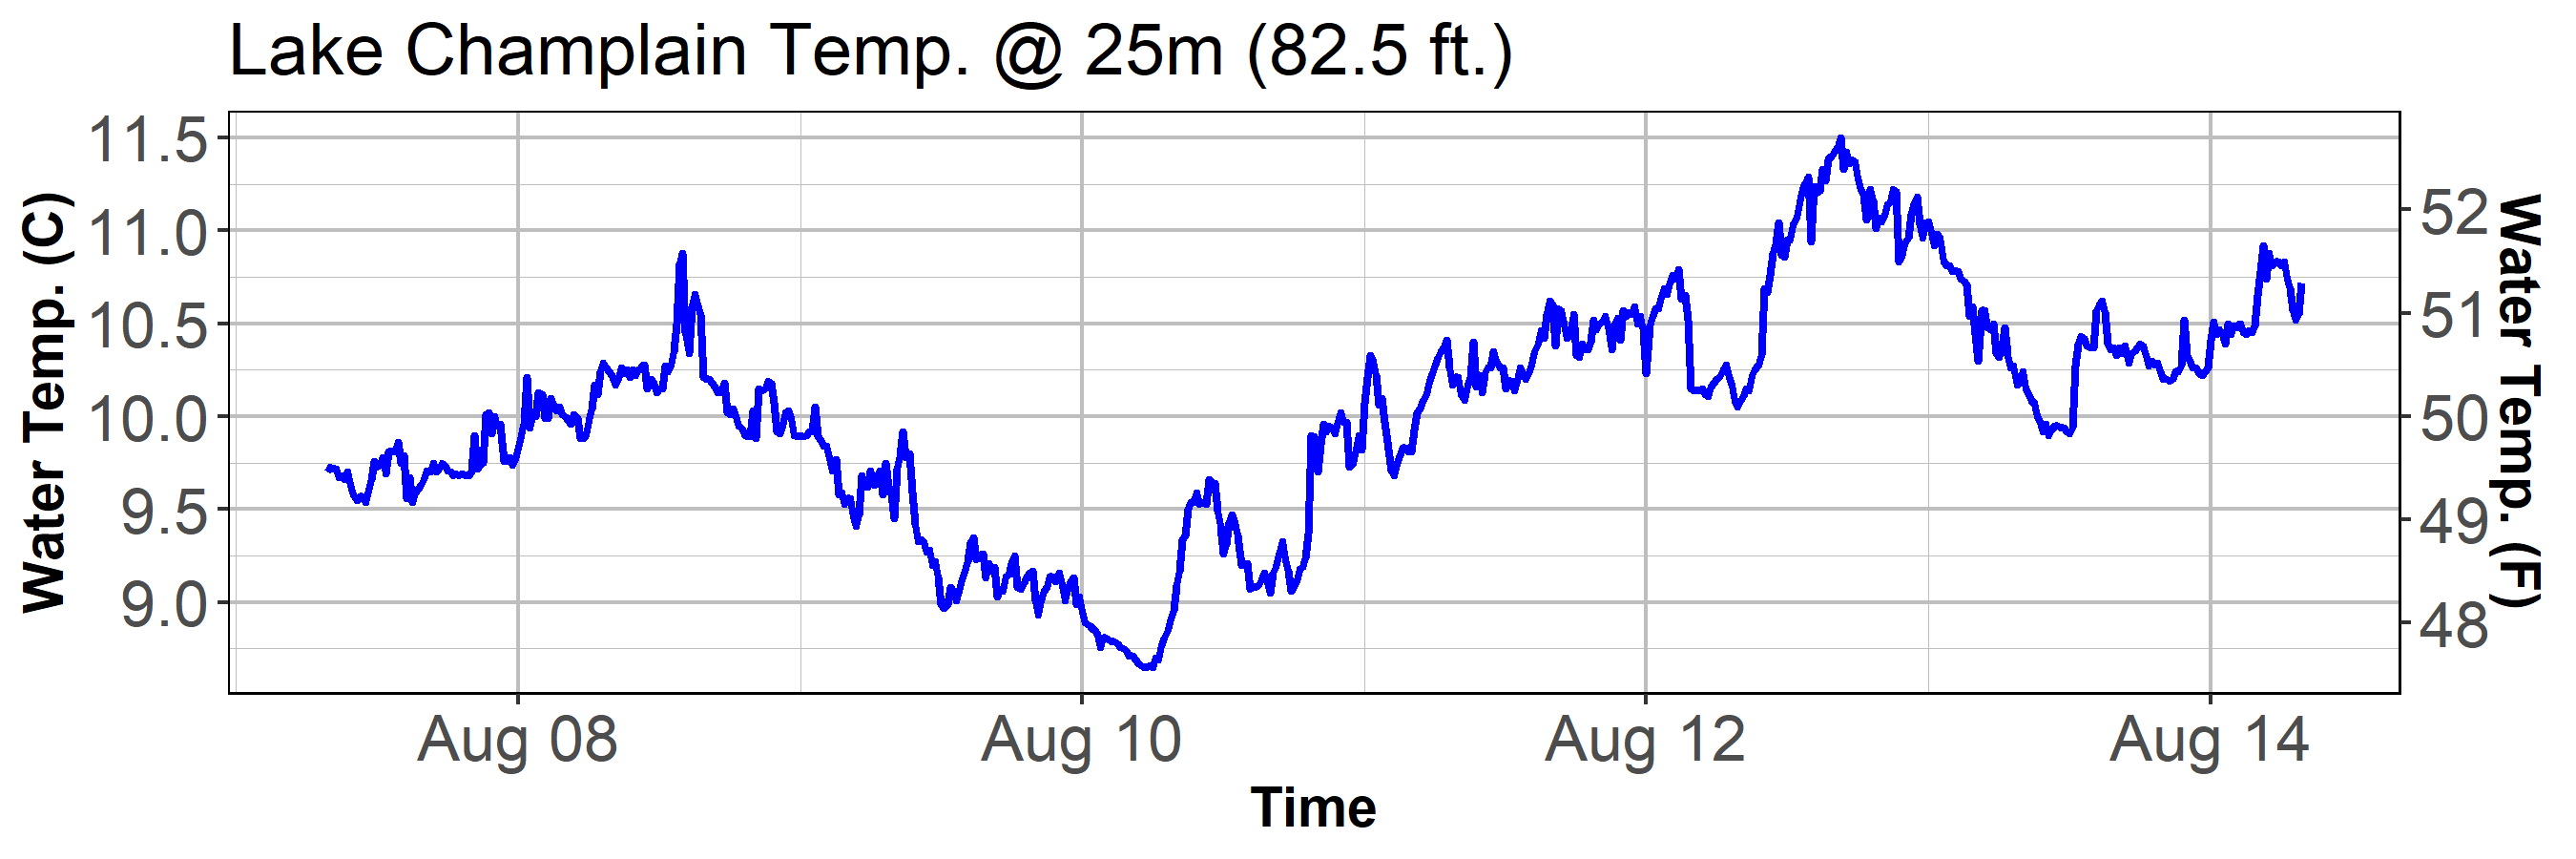 Lake Champlain Temp. @ 25m (82.5 ft.)
Water Temp. (C)
11.5
11.0
10.5
10.0
9.5
9.0
52
51
50
49
48
Water Temp. (F)
Aug 08
Aug 10
Aug 12
Aug 14
Time